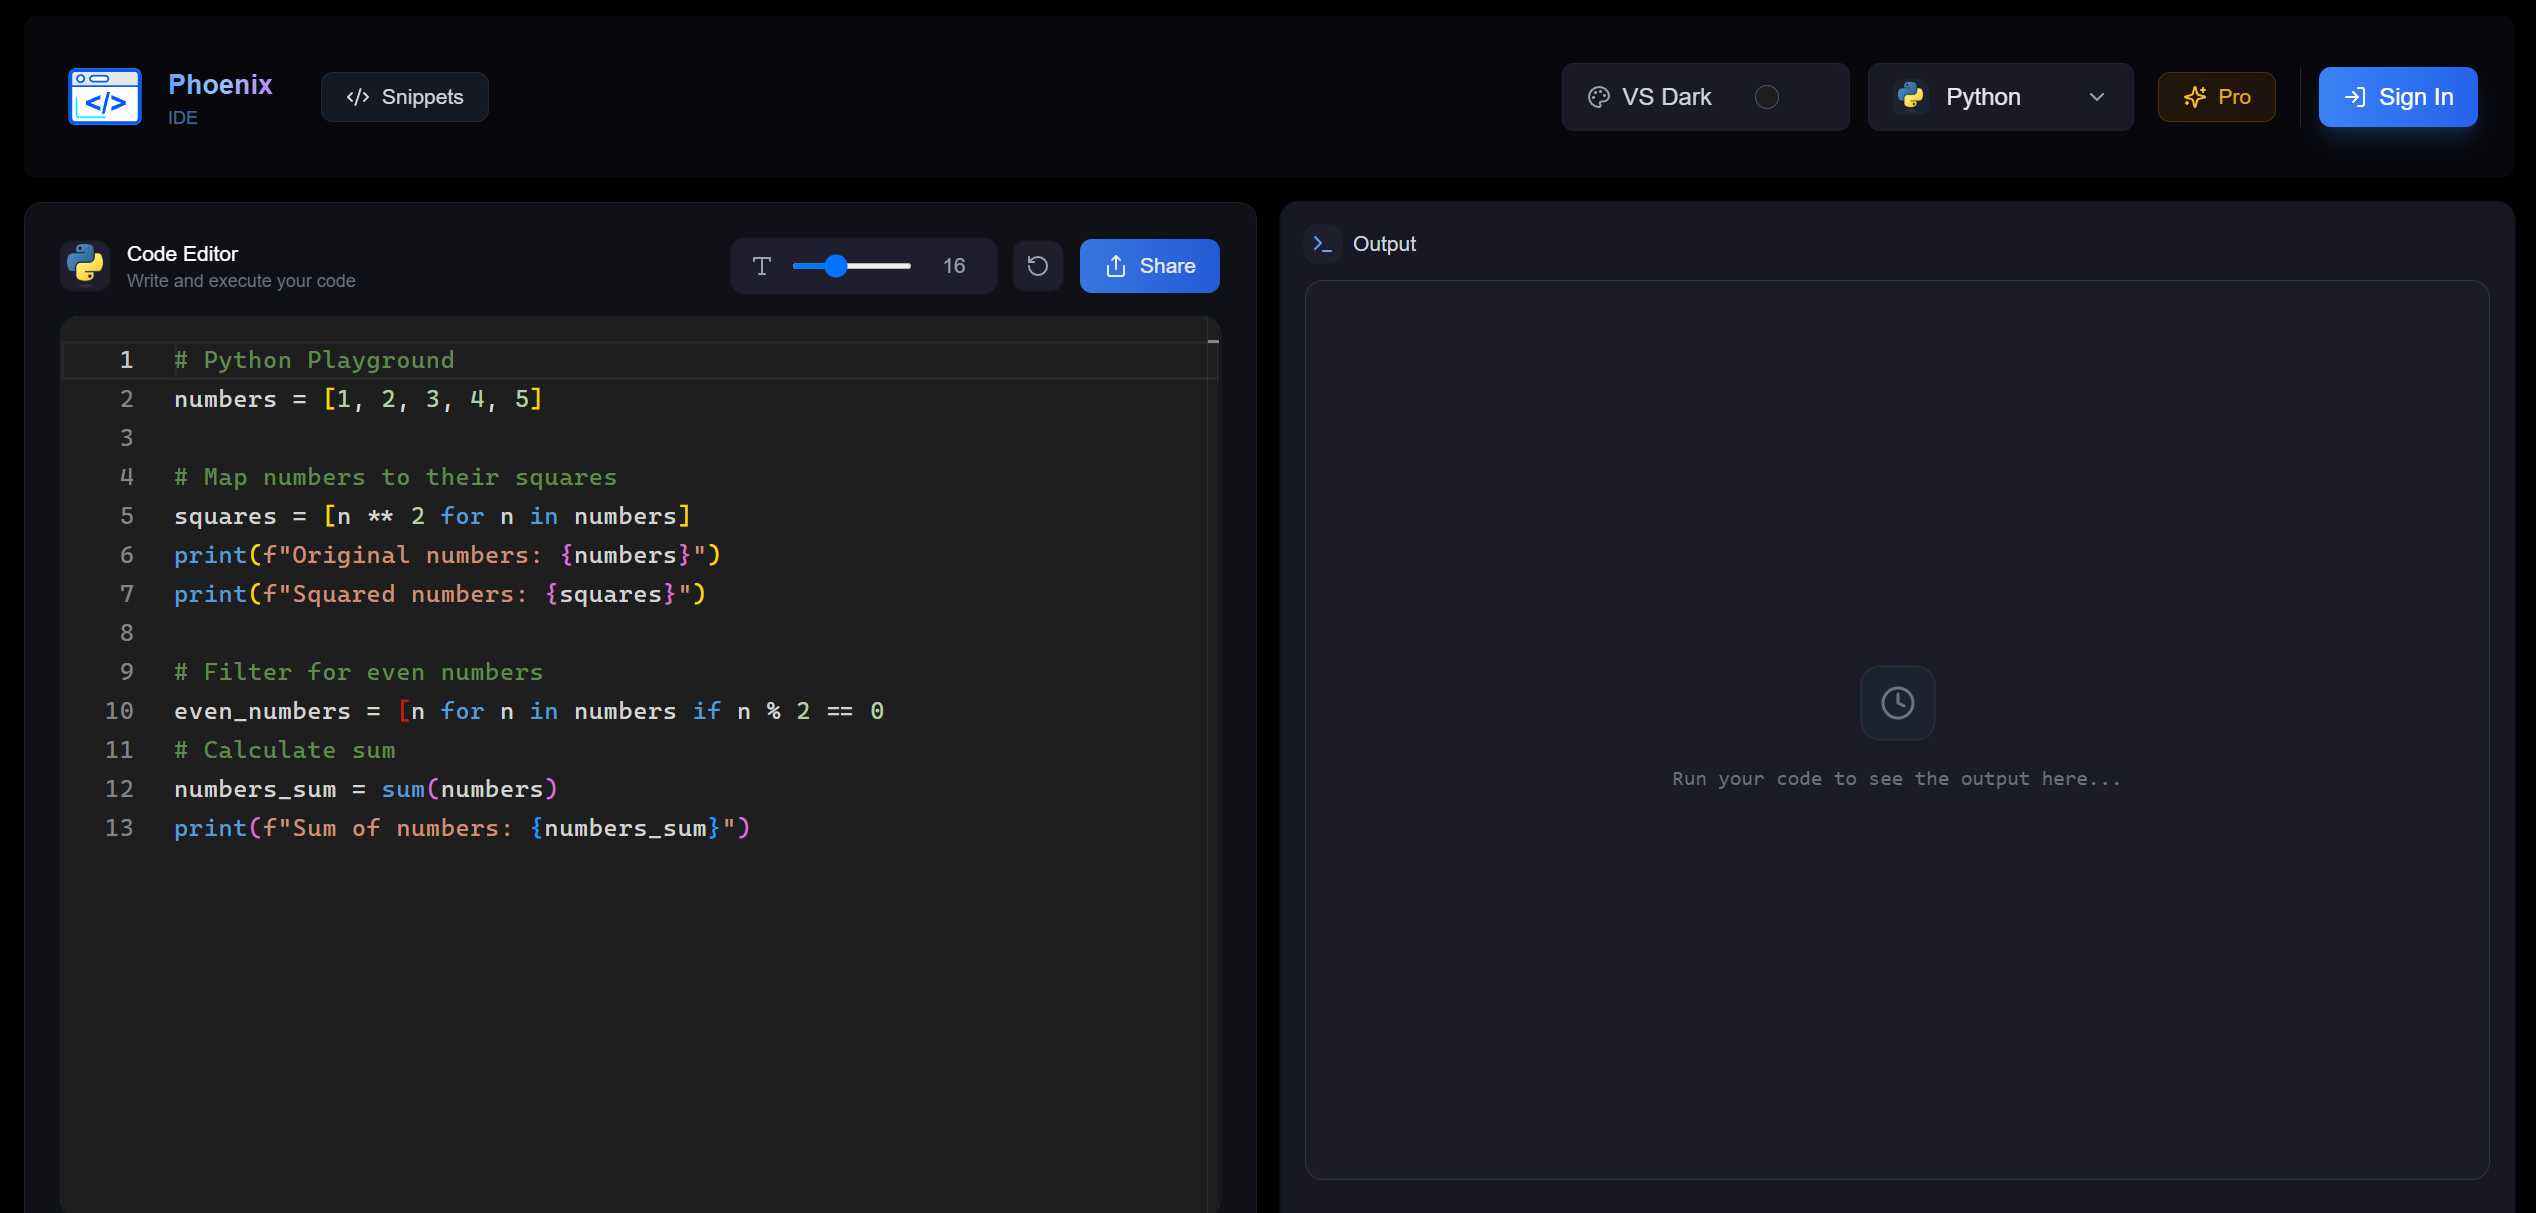 Phoenix
IDE
Snippets
VS Dark
Python
Pro
Sign In
Code Editor
Write and execute your code
16
Share
1 # Python Playground
2 numbers = [1, 2, 3, 4, 5]
3
4 # Map numbers to their squares
5 squares = [n ** 2 for n in numbers]
6 print(f"Original numbers: {numbers}")
7 print(f"Squared numbers: {squares}")
8
9 # Filter for even numbers
10 even_numbers = [n for n in numbers if n % 2 == 0
11 # Calculate sum
12 numbers_sum = sum(numbers)
13 print(f"Sum of numbers: {numbers_sum}")
Output
Run your code to see the output here...